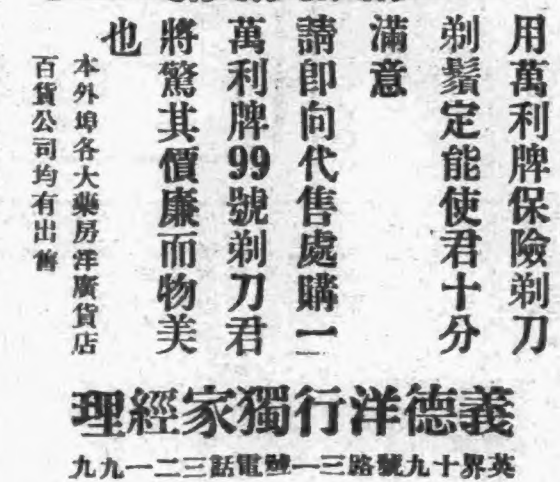 用萬利牌保險剃刀
剃鬚定能使君十分
滿意
請即向代售處購一
萬利牌99號剃刀君
將驚其價廉而物美
也
本外埠各大藥房洋廣貨店
百貨公司均有出售
義德洋行獨家經理
英界十九號路三一號電話三二一九九